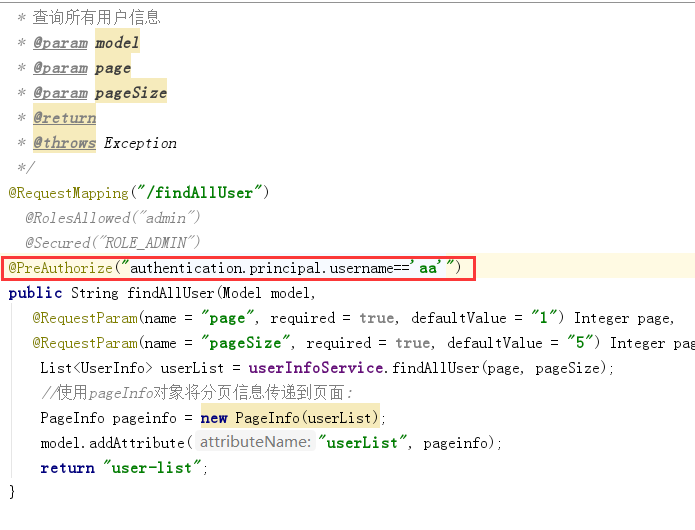 * 查询所有用户信息
* @param model
* @param page
* @param pageSize
* @return
* @throws Exception
*/
@RequestMapping("/findAllUser")
@RolesAllowed("admin")
@Secured("ROLE_ADMIN")
@PreAuthorize("authentication.principal.username=='aa'")
public String findAllUser(Model model,
@RequestParam(name = "page", required = true, defaultValue = "1") Integer page,
@RequestParam(name = "pageSize", required = true, defaultValue = "5") Integer pag
List<UserInfo> userList = userInfoService.findAllUser(page, pageSize);
//使用pageInfo对象将分页信息传递到页面:
PageInfo pageinfo = new PageInfo(userList);
model.addAttribute( attributeName: "userList", pageinfo);
return "user-list";
}